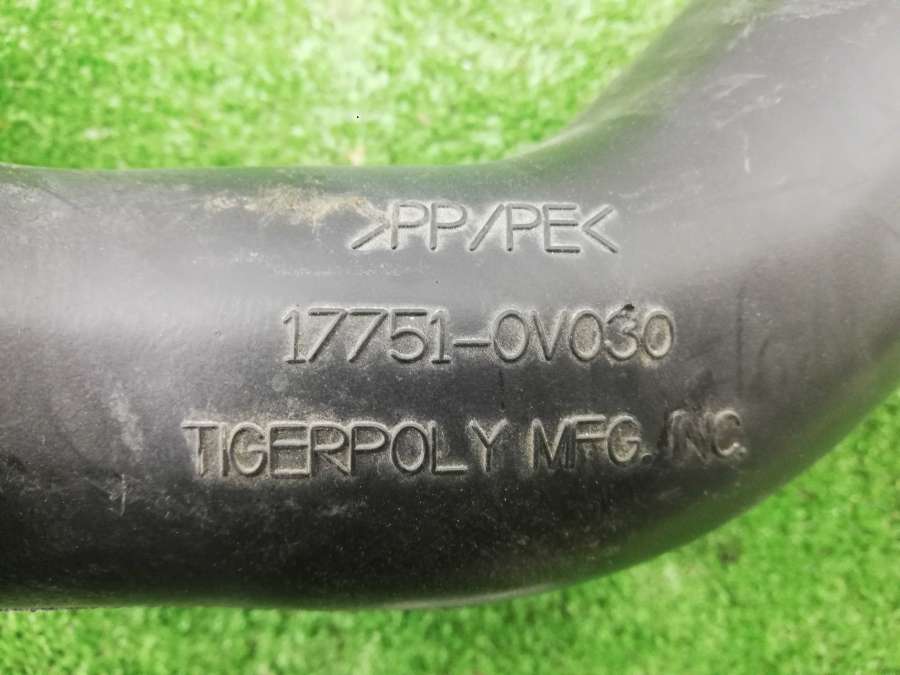 >PP/PE<
17751-0V030
TIGERPOLY MFG. INC.